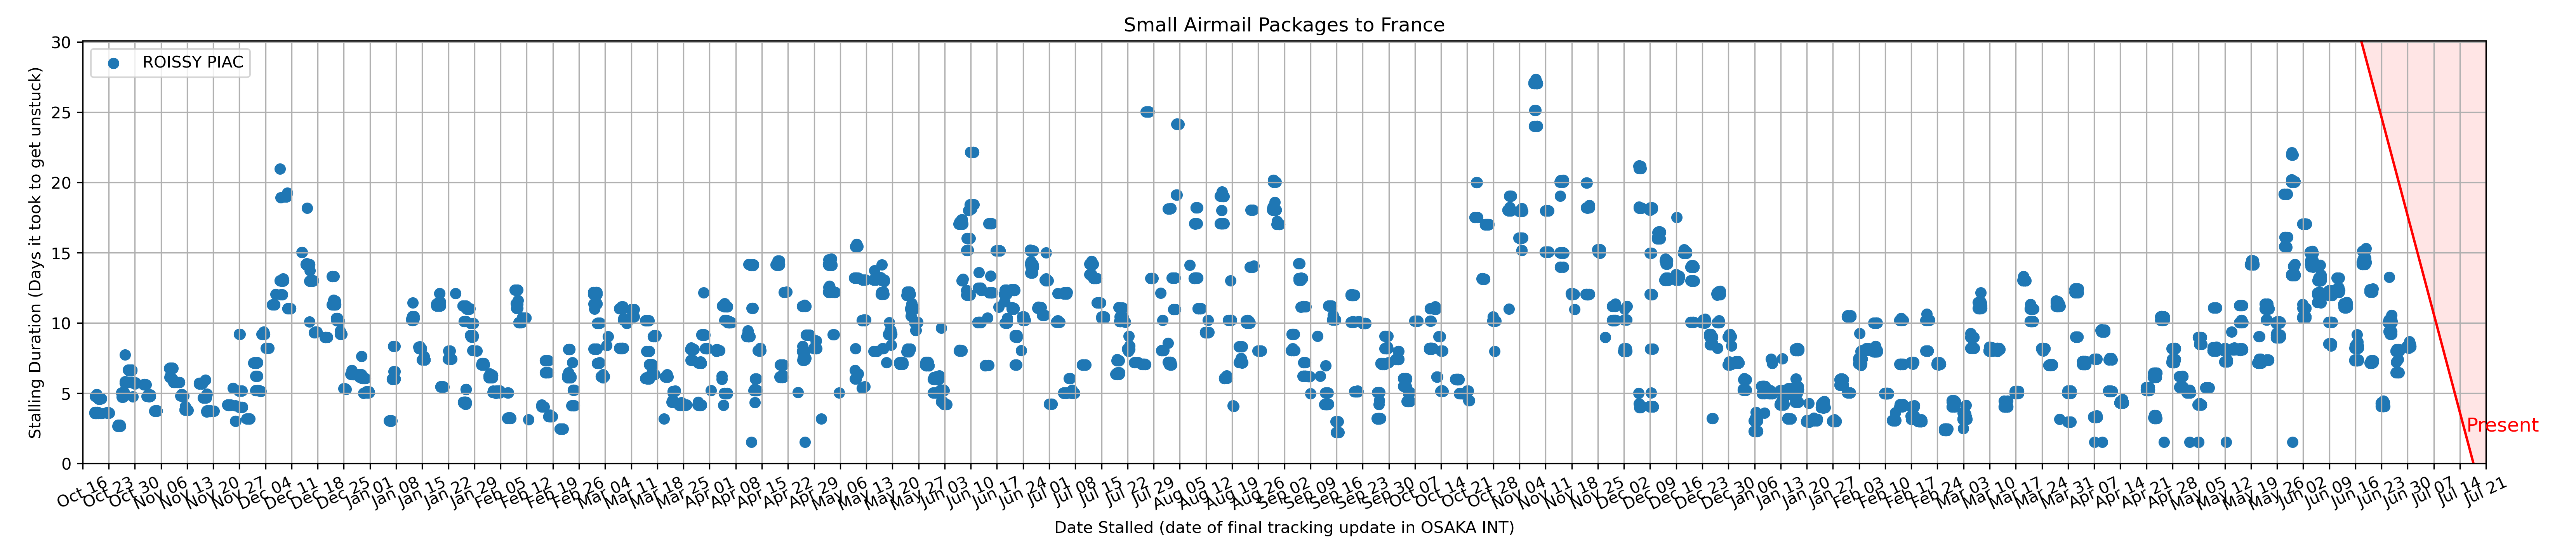 Small Airmail Packages to France
ROISSY PIAC
Stalling Duration (Days it took to get unstuck)
30
25
20
15
10
5
0
Present
Oct 16 Oct 23 Oct 30 Nov 06 Nov 13 Nov 20 Nov 27 Dec 04 Dec 11 Dec 18 Dec 25 Jan 01 Jan 08 Jan 15 Jan 22 Jan 29 Feb 05 Feb 12 Feb 19 Feb 26 Mar 04 Mar 11 Mar 18 Mar 25 Apr 01 Apr 08 Apr 15 Apr 22 Apr 29 May 06 May 13 May 20 May 27 Jun 03 Jun 10 Jun 17 Jun 24 Jul 01 Jul 08 Jul 15 Jul 22 Jul 29 Aug 05 Aug 12 Aug 19 Aug 26 Sep 02 Sep 09 Sep 16 Sep 23 Sep 30 Oct 07 Oct 14 Oct 21 Oct 28 Nov 04 Nov 11 Nov 18 Nov 25 Dec 02 Dec 09 Dec 16 Dec 23 Dec 30 Jan 06 Jan 13 Jan 20 Jan 27 Feb 03 Feb 10 Feb 17 Feb 24 Mar 03 Mar 10 Mar 17 Mar 24 Mar 31 Apr 07 Apr 14 Apr 21 Apr 28 May 05 May 12 May 19 May 26 Jun 02 Jun 09 Jun 16 Jun 23 Jun 30 Jul 07 Jul 14 Jul 21
Date Stalled (date of final tracking update in OSAKA INT)